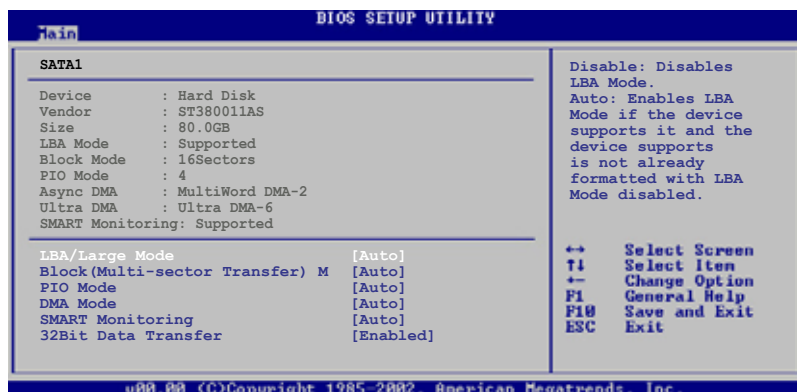 BIOS SETUP UTILITY
Main
SATA1
Device : Hard Disk
Vendor : ST380011AS
Size : 80.0GB
LBA Mode : Supported
Block Mode : 16Sectors
PIO Mode : 4
Async DMA : MultiWord DMA-2
Ultra DMA : Ultra DMA-6
SMART Monitoring: Supported
LBA/Large Mode [Auto]
Block(Multi-sector Transfer) M [Auto]
PIO Mode [Auto]
DMA Mode [Auto]
SMART Monitoring [Auto]
32Bit Data Transfer [Enabled]
Disable: Disables
LBA Mode.
Auto: Enables LBA
Mode if the device
supports it and the
device supports
is not already
formatted with LBA
Mode disabled.
↔ Select Screen
↑↓ Select Item
+- Change Option
F1 General Help
F10 Save and Exit
ESC Exit
v00.00 (C)Copyright 1985-2002, American Megatrends, Inc.